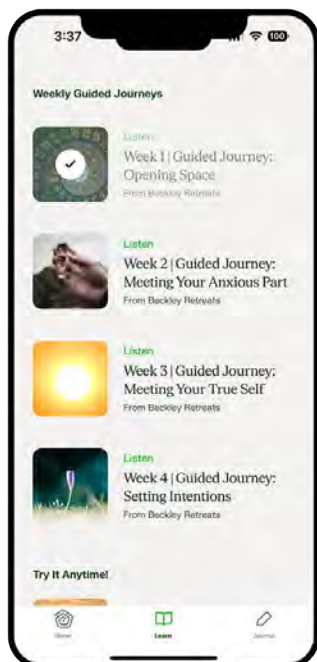 3:37
100
Weekly Guided Journeys
Listen
Week 1 | Guided Journey:
Opening Space
From Beckley Retreats
Listen
Week 2 | Guided Journey:
Meeting Your Anxious Part
From Beckley Retreats
Listen
Week 3 | Guided Journey:
Meeting Your True Self
From Beckley Retreats
Listen
Week 4 | Guided Journey:
Setting Intentions
From Beckley Retreats
Try It Anytime!
Home
Learn
Journal